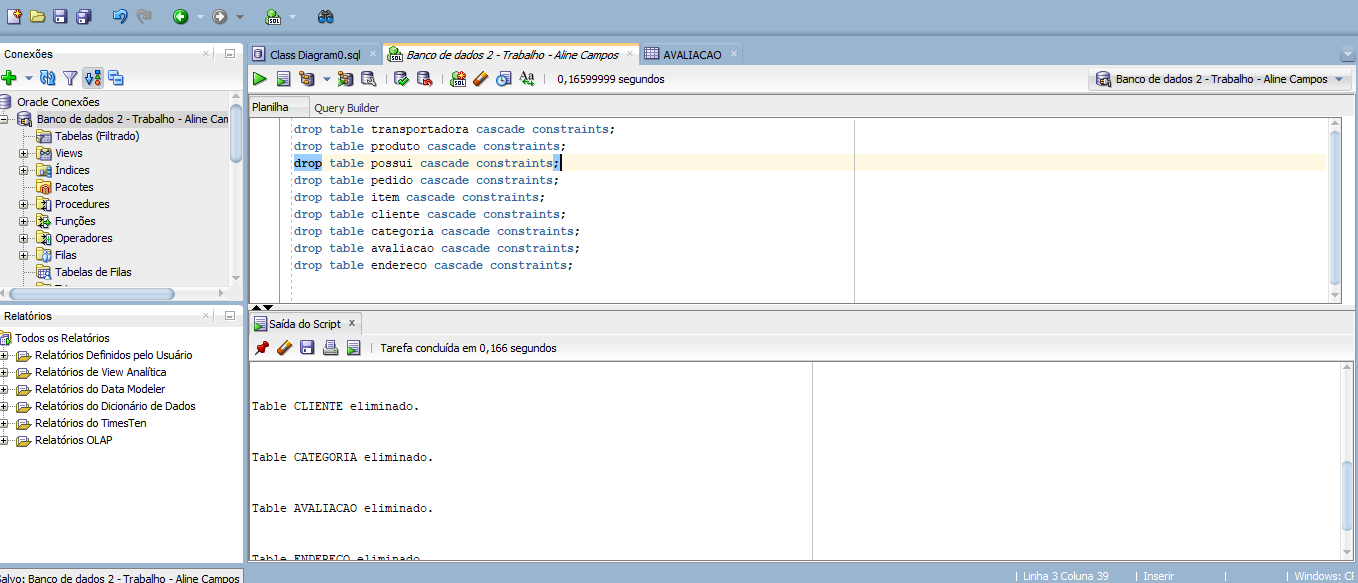 Conexões
Oracle Conexões
Banco de dados 2 - Trabalho - Aline Cam
Tabelas (Filtrado)
Views
Índices
Pacotes
Procedures
Funções
Operadores
Filas
Tabelas de Filas
Relatórios
Todos os Relatórios
Relatórios Definidos pelo Usuário
Relatórios de View Analítica
Relatórios do Data Modeler
Relatórios do Dicionário de Dados
Relatórios do TimesTen
Relatórios OLAP
Class Diagram0.sql
Banco de dados 2 - Trabalho - Aline Campos
AVALIACAO
0,16599999 segundos
Banco de dados 2 - Trabalho - Aline Campos
Planilha
Query Builder
drop table transportadora cascade constraints;
drop table produto cascade constraints;
drop table possui cascade constraints;
drop table pedido cascade constraints;
drop table item cascade constraints;
drop table cliente cascade constraints;
drop table categoria cascade constraints;
drop table avaliacao cascade constraints;
drop table endereco cascade constraints;
Saída do Script
Tarefa concluída em 0,166 segundos
Table CLIENTE eliminado.
Table CATEGORIA eliminado.
Table AVALIACAO eliminado.
Table ENDERECO eliminado.
alvo: Banco de dados 2 - Trabalho - Aline Campos
Linha 3 Coluna 39
Inserir
Windows: CF